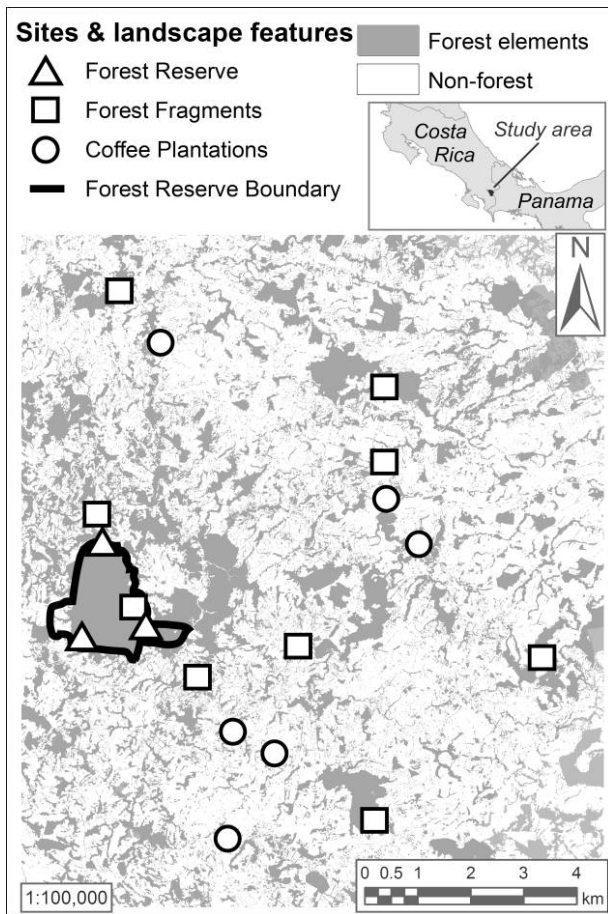 Sites & landscape features
Forest Reserve
Forest Fragments
Coffee Plantations
Forest Reserve Boundary
Forest elements
Non-forest
Costa
Rica
Study area
Panama
N
1:100,000
0 0.5 1 2 3 4
km